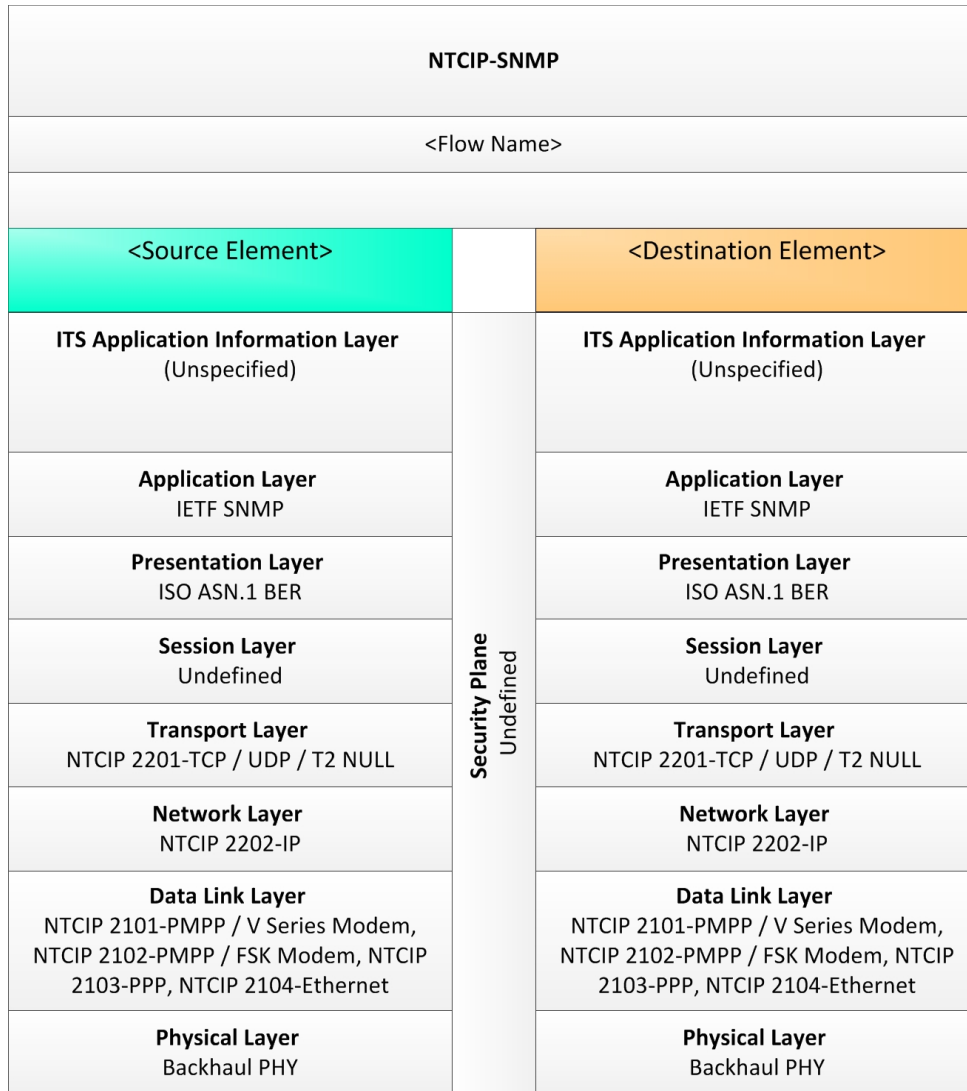 NTCIP-SNMP
<Flow Name>
<Source Element>
<Destination Element>
ITS Application Information Layer
(Unspecified)
ITS Application Information Layer
(Unspecified)
Application Layer
IETF SNMP
Application Layer
IETF SNMP
Presentation Layer
ISO ASN.1 BER
Presentation Layer
ISO ASN.1 BER
Session Layer
Undefined
Session Layer
Undefined
Security Plane
Undefined
Transport Layer
NTCIP 2201-TCP / UDP / T2 NULL
Transport Layer
NTCIP 2201-TCP / UDP / T2 NULL
Network Layer
NTCIP 2202-IP
Network Layer
NTCIP 2202-IP
Data Link Layer
NTCIP 2101-PMPP / V Series Modem,
NTCIP 2102-PMPP / FSK Modem, NTCIP
2103-PPP, NTCIP 2104-Ethernet
Data Link Layer
NTCIP 2101-PMPP / V Series Modem,
NTCIP 2102-PMPP / FSK Modem, NTCIP
2103-PPP, NTCIP 2104-Ethernet
Physical Layer
Backhaul PHY
Physical Layer
Backhaul PHY